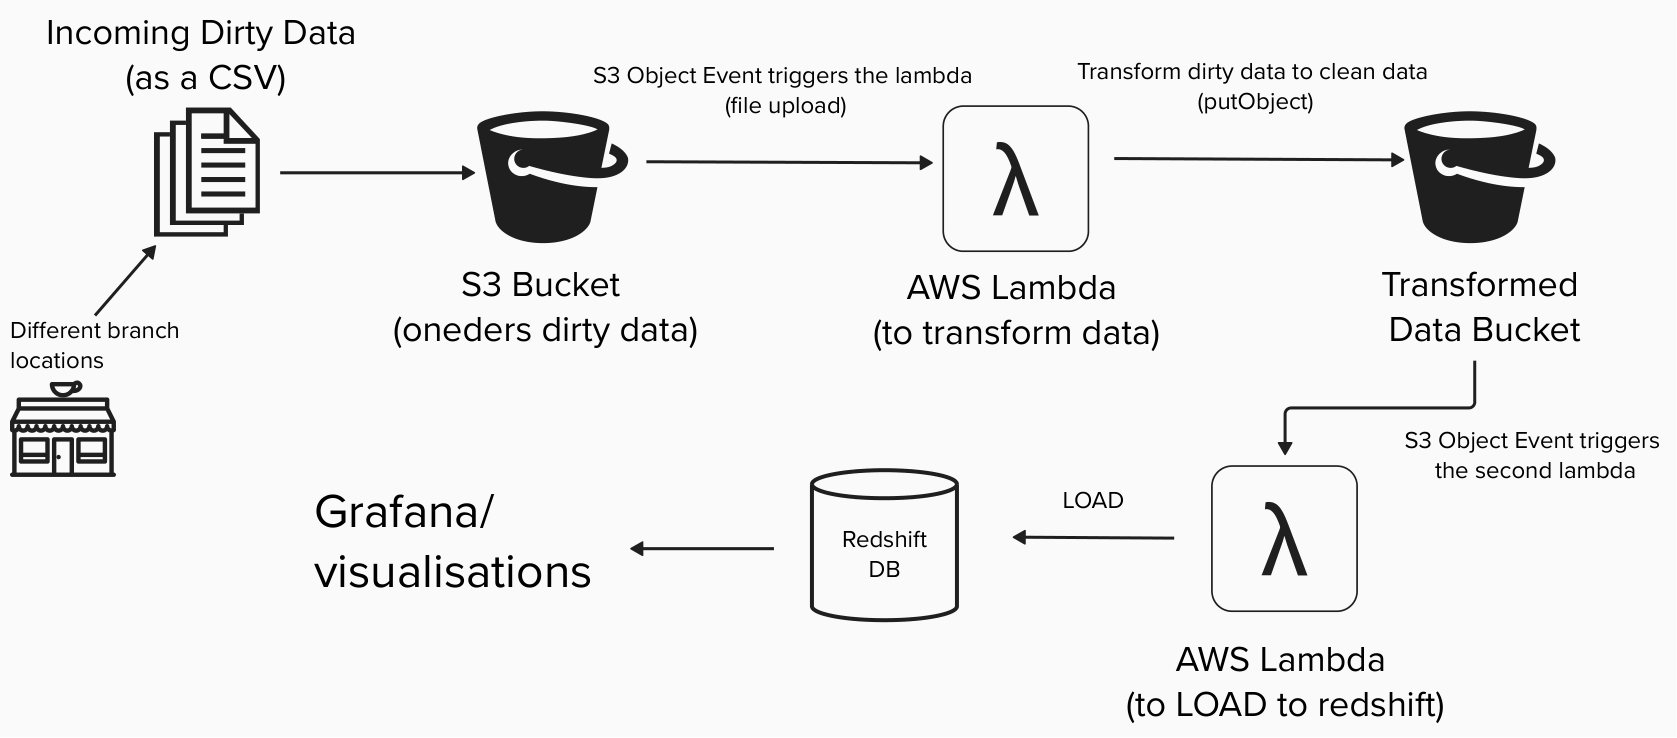 Incoming Dirty Data
(as a CSV)
S3 Object Event triggers the lambda
(file upload)
Transform dirty data to clean data
(putObject)
λ
S3 Bucket
(oneders dirty data)
AWS Lambda
(to transform data)
Transformed
Data Bucket
Different branch
locations
S3 Object Event triggers
the second lambda
Grafana/
visualisations
Redshift
DB
LOAD
λ
AWS Lambda
(to LOAD to redshift)